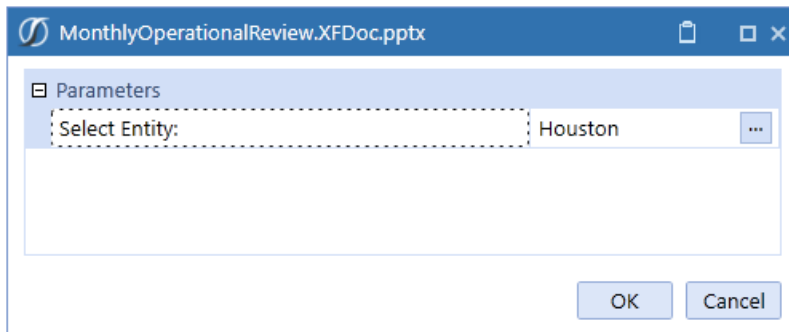 MonthlyOperationalReview.XFDoc.pptx
Parameters
Select Entity: Houston ...
OK Cancel